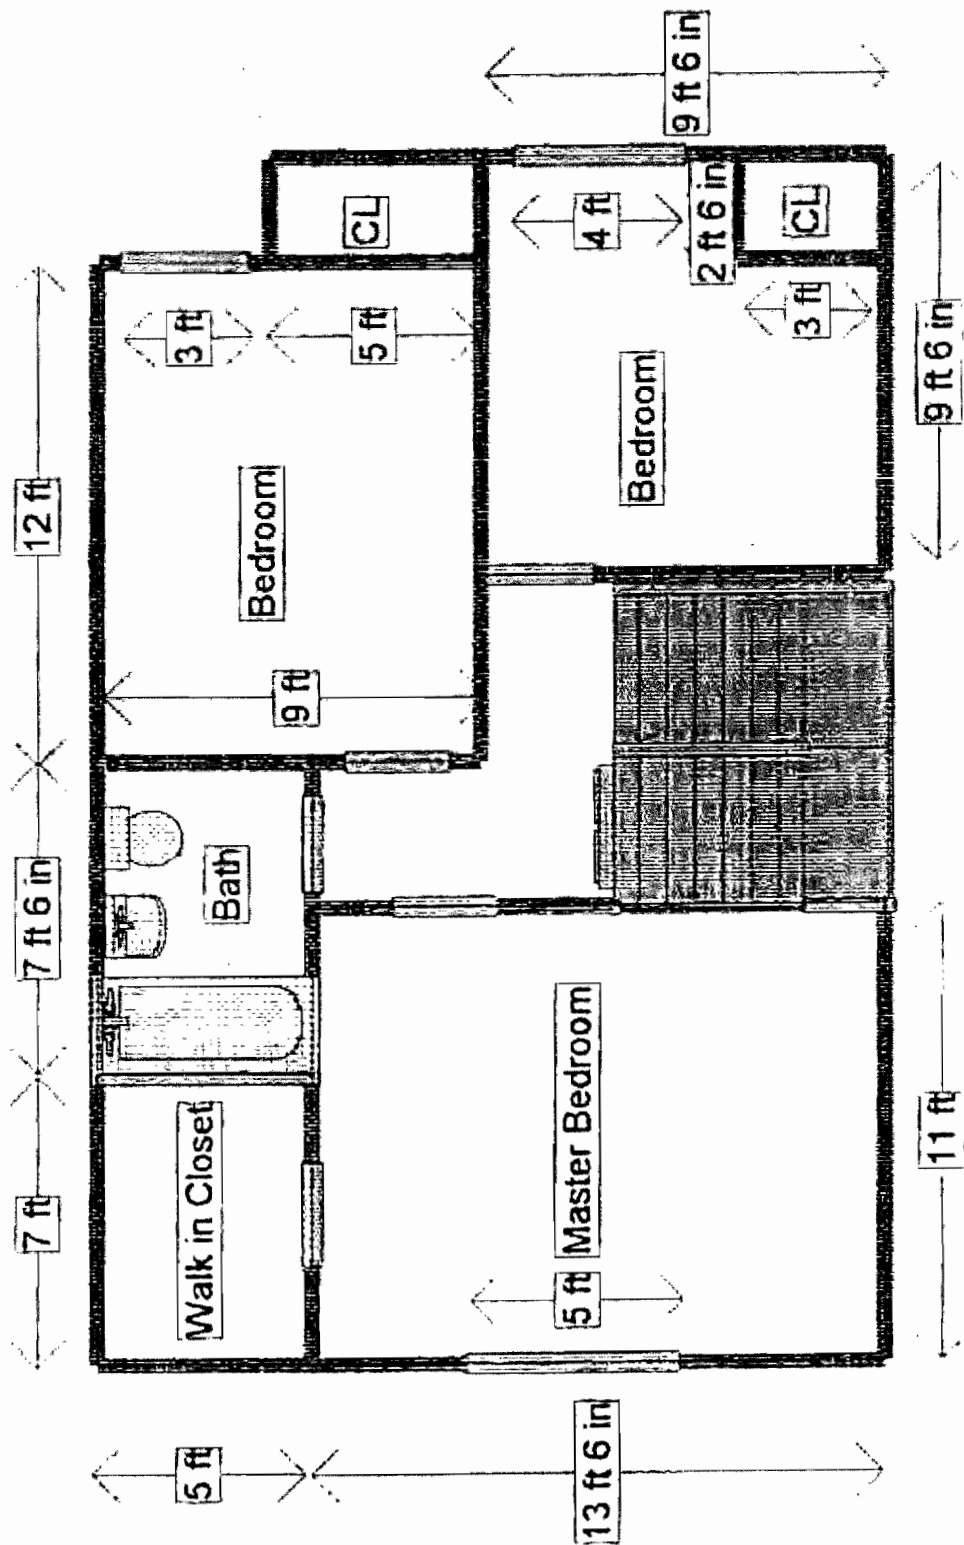 7 ft
7 ft 6 in
12 ft
5 ft
Walk in Closet
Bath
9 ft
Bedroom
3 ft
5 ft
CL
13 ft 6 in
5 ft
Master Bedroom
Bedroom
4 ft
2 ft 6 in
3 ft
CL
9 ft 6 in
11 ft
9 ft 6 in